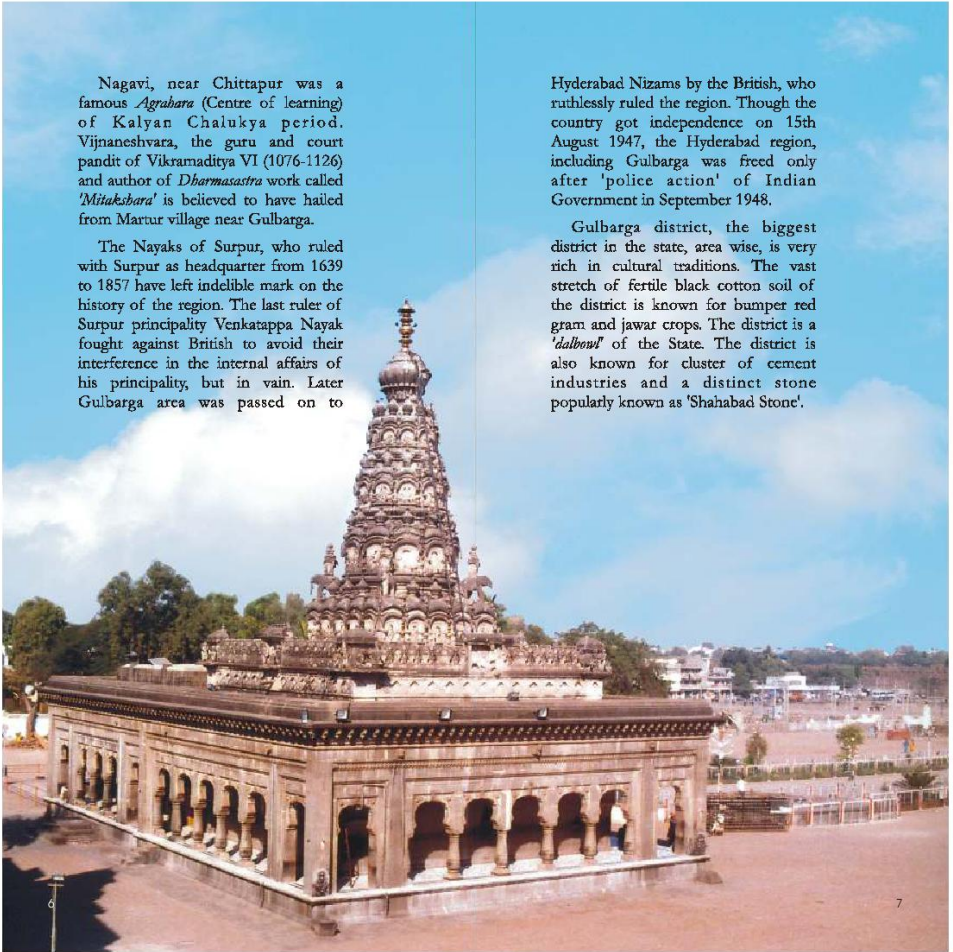 Nagavi, near Chittapur was a
famous Agrahara (Centre of learning)
of Kalyan Chalukya period.
Vijnaneshvara, the guru and court
pandit of Vikramaditya VI (1076-1126)
and author of Dharmasastra work called
'Mitakshara' is believed to have hailed
from Martur village near Gulbarga.
The Nayaks of Surpur, who ruled
with Surpur as headquarter from 1639
to 1857 have left indelible mark on the
history of the region. The last ruler of
Surpur principality Venkatappa Nayak
fought against British to avoid their
interference in the internal affairs of
his principality, but in vain. Later
Gulbarga area was passed on to
6
Hyderabad Nizams by the British, who
ruthlessly ruled the region. Though the
country got independence on 15th
August 1947, the Hyderabad region,
including Gulbarga was freed only
after 'police action' of Indian
Government in September 1948.
Gulbarga district, the biggest
district in the state, area wise, is very
rich in cultural traditions. The vast
stretch of fertile black cotton soil of
the district is known for bumper red
gram and jawar crops. The district is a
'dalbowl' of the State. The district is
also known for cluster of cement
industries and a distinct stone
popularly known as 'Shahabad Stone'.
7